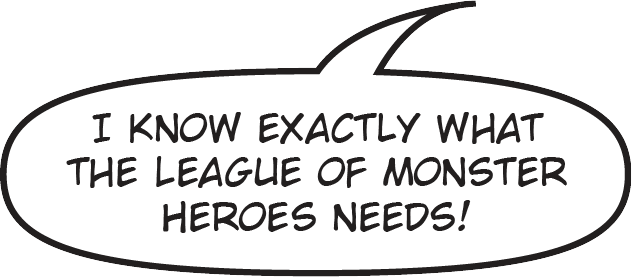 I KNOW EXACTLY WHAT
THE LEAGUE OF MONSTER
HEROES NEEDS!